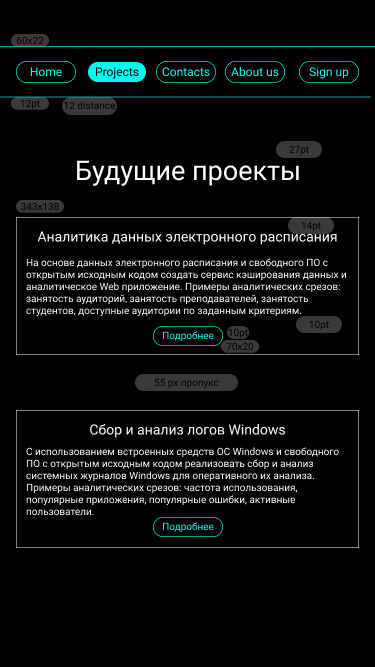 60x22
Home Projects Contacts About us Sign up
12pt 12 distance
27pt
Будущие проекты
343x138
14pt
Аналитика данных электронного расписания
На основе данных электронного расписания и свободного ПО с
открытым исходным кодом создать сервис кэширования данных и
аналитическое Web приложение. Примеры аналитических срезов:
занятость аудиторий, занятость преподавателей, занятость
студентов, доступные аудитории по заданным критериям.
10pt
Подробнее 10pt
70x20
55 px пропукс
Сбор и анализ логов Windows
С использованием встроенных средств ОС Windows и свободного
ПО с открытым исходным кодом реализовать сбор и анализ
системных журналов Windows для оперативного их анализа.
Примеры аналитических срезов: частота использования,
популярные приложения, популярные ошибки, активные
пользователи.
Подробнее